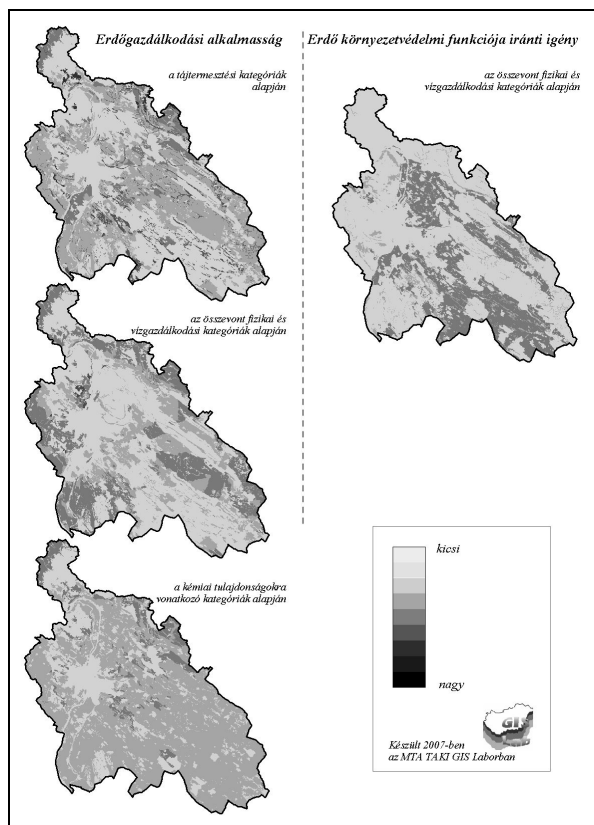 Erdőgazdálkodási alkalmasság
a tájtermesztési kategóriák
alapján
az összevont fizikai és
vízgazdálkodási kategóriák alapján
a kémiai tulajdonságokra
vonatkozó kategóriák alapján
Erdő környezetvédelmi funkciója iránti igény
az összevont fizikai és
vízgazdálkodási kategóriák alapján
kicsi
nagy
GIS
Készült 2007-ben
az MTA TAKI GIS Laborban